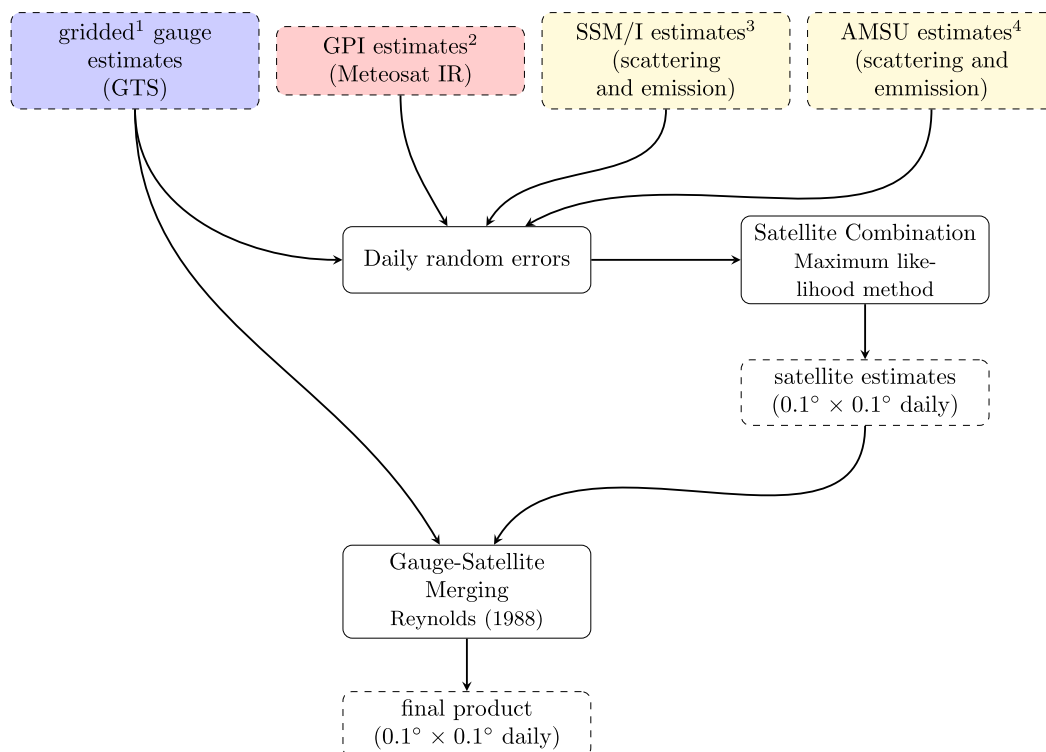 gridded¹ gauge
estimates
(GTS)
GPI estimates²
(Meteosat IR)
SSM/I estimates³
(scattering
and emission)
AMSU estimates⁴
(scattering and
emmission)
Daily random errors
Satellite Combination
Maximum like-
lihood method
satellite estimates
(0.1° × 0.1° daily)
Gauge-Satellite
Merging
Reynolds (1988)
final product
(0.1° × 0.1° daily)